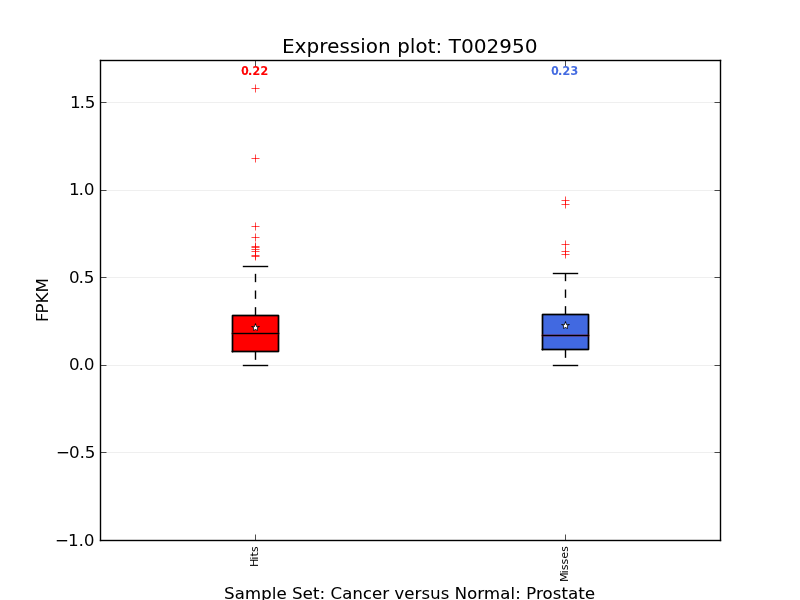 Expression plot: T002950
0.22
0.23
1.5
1.0
0.5
0.0
−0.5
−1.0
FPKM
Hits
Misses
Sample Set: Cancer versus Normal: Prostate